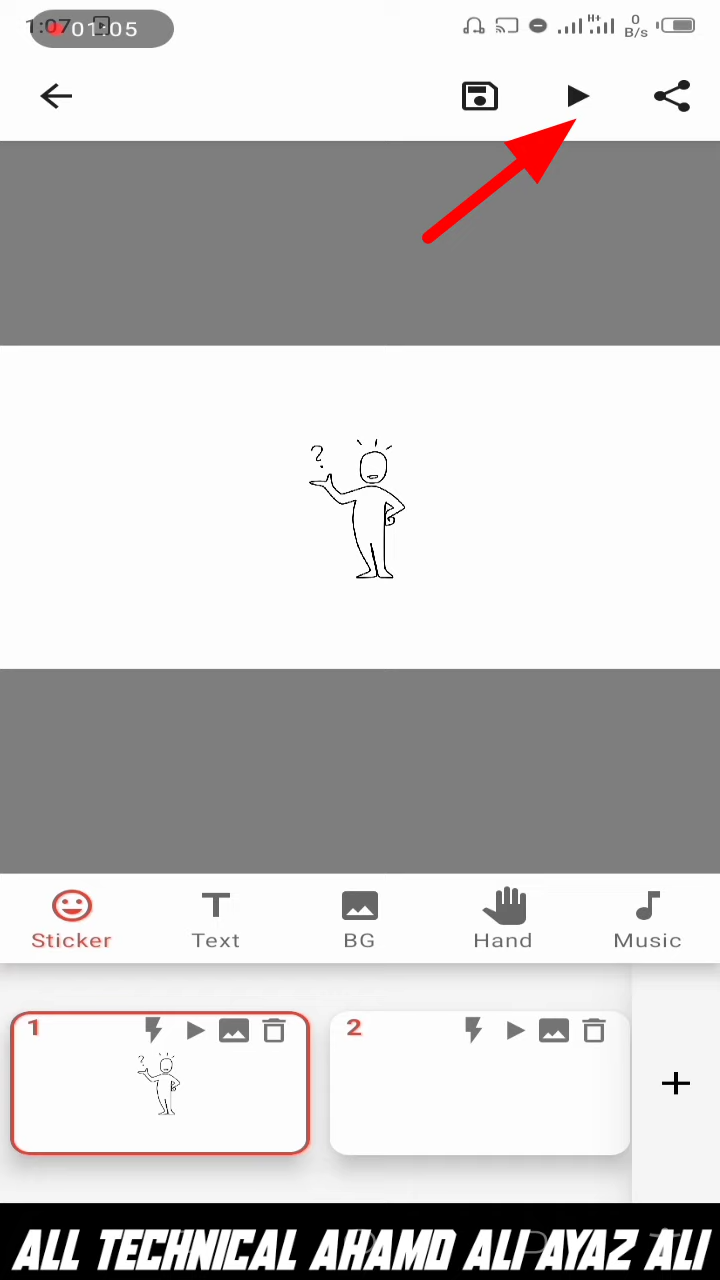 1:07 01:05 H+ 0 B/s
?
Sticker Text BG Hand Music
1 2
?
ALL TECHNICAL AHAMD ALI AYAZ ALI